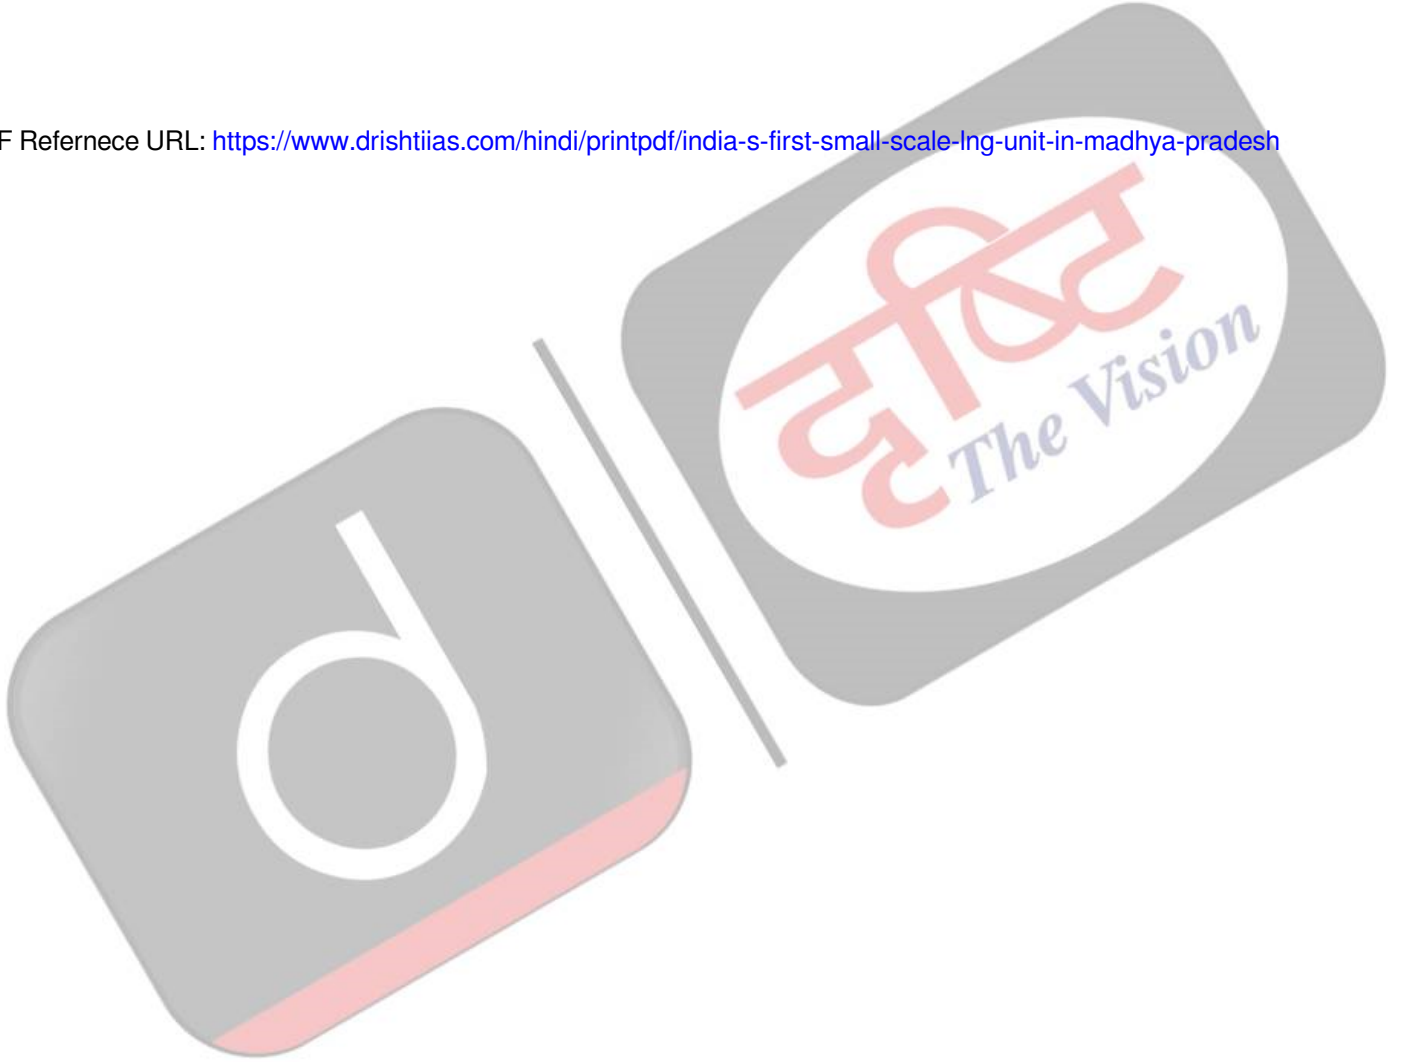 F Refernece URL: https://www.drishtiias.com/hindi/printpdf/india-s-first-small-scale-lng-unit-in-madhya-pradesh
दृष्टि
The Vision
d